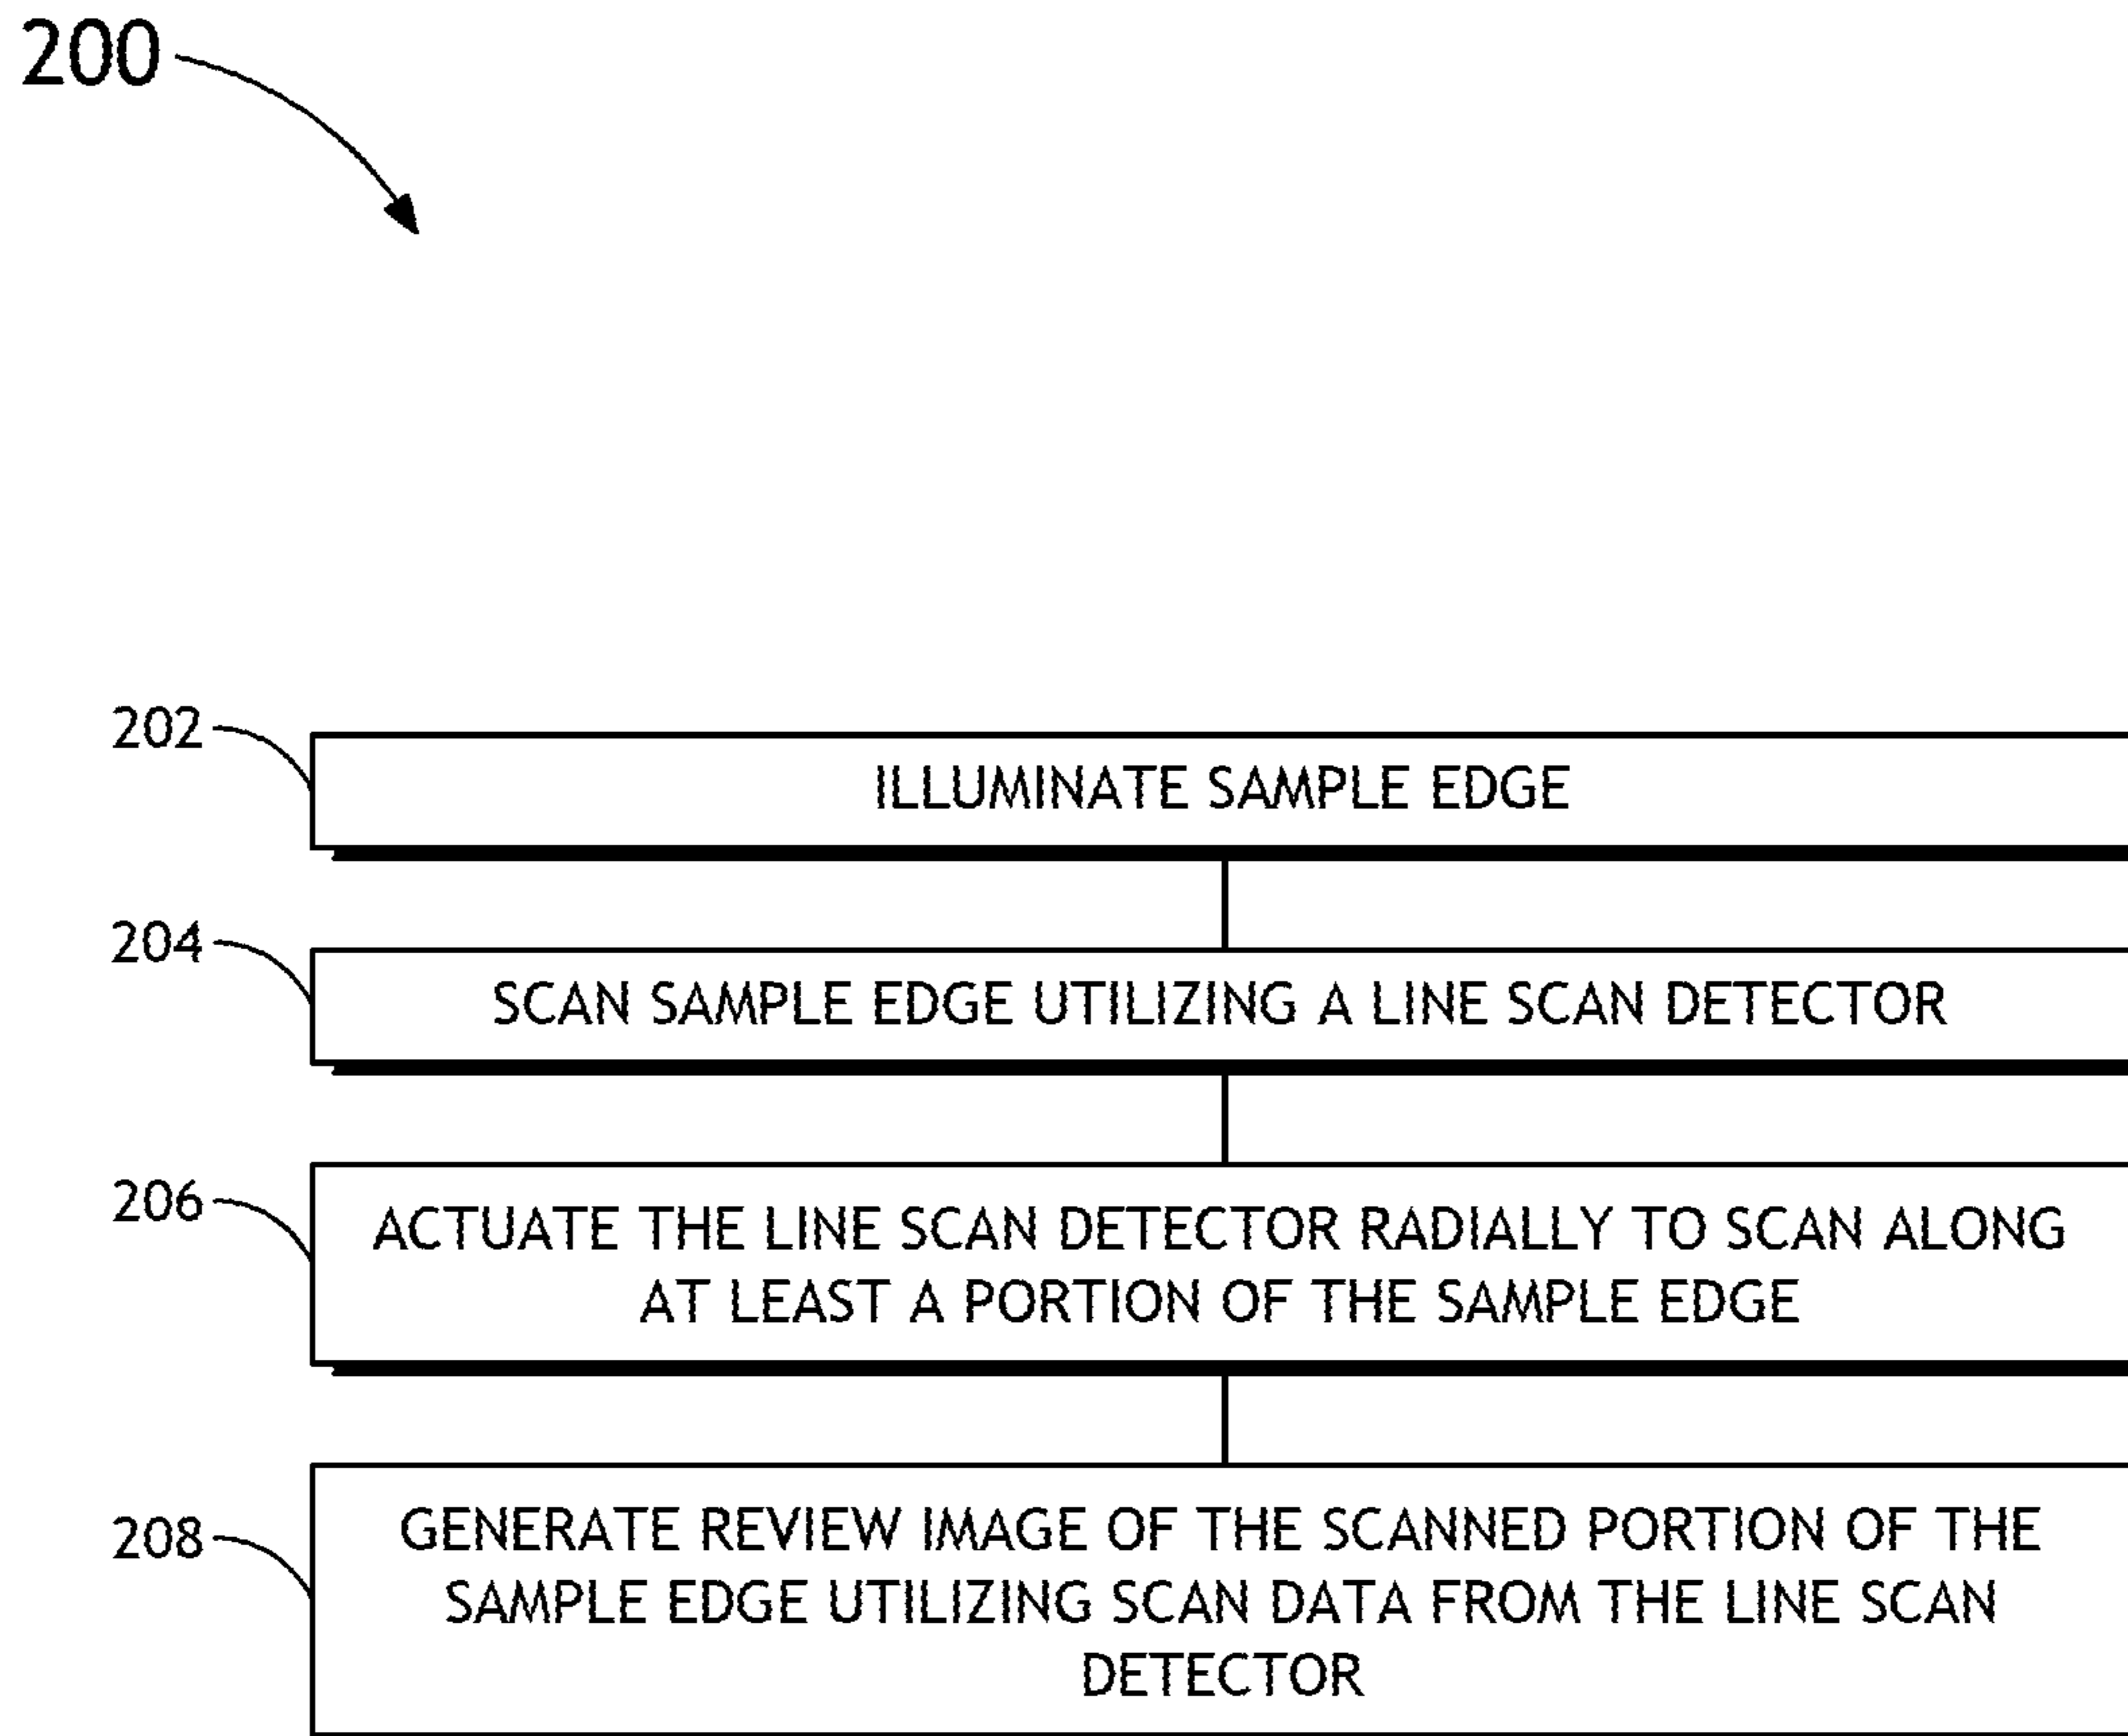 200
202
ILLUMINATE SAMPLE EDGE
204
SCAN SAMPLE EDGE UTILIZING A LINE SCAN DETECTOR
206
ACTUATE THE LINE SCAN DETECTOR RADIALLY TO SCAN ALONG
AT LEAST A PORTION OF THE SAMPLE EDGE
208
GENERATE REVIEW IMAGE OF THE SCANNED PORTION OF THE
SAMPLE EDGE UTILIZING SCAN DATA FROM THE LINE SCAN
DETECTOR